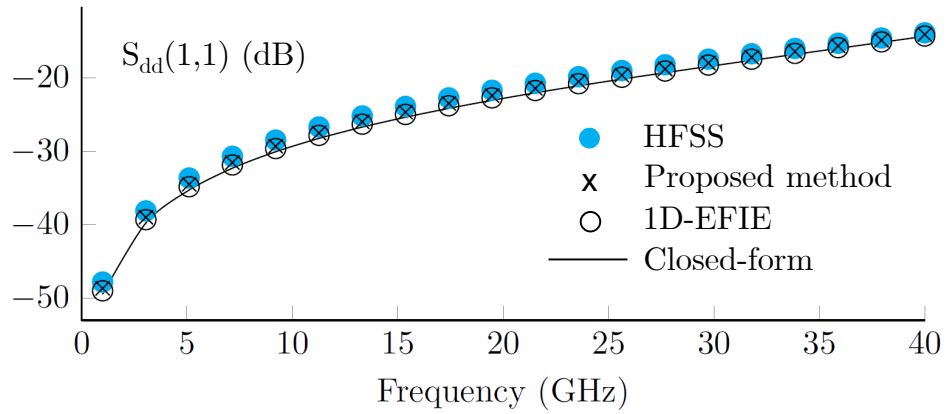 S_dd(1,1) (dB)
−20
−30
−40
−50
HFSS
Proposed method
1D-EFIE
Closed-form
0 5 10 15 20 25 30 35 40
Frequency (GHz)